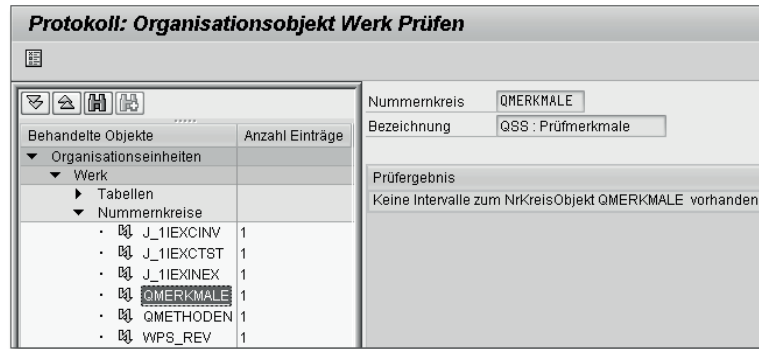 Protokoll: Organisationsobjekt Werk Prüfen
Nummernkreis QMERKMALE
Bezeichnung QSS : Prüfmerkmale
Behandelte Objekte Anzahl Einträge
Organisationseinheiten
Werk
Tabellen
Nummernkreise
J_1IEXCINV 1
J_1IEXCTST 1
J_1IEXINEX 1
QMERKMALE 1
QMETHODEN 1
WPS_REV 1
Prüfergebnis
Keine Intervalle zum NrKreisObjekt QMERKMALE vorhanden